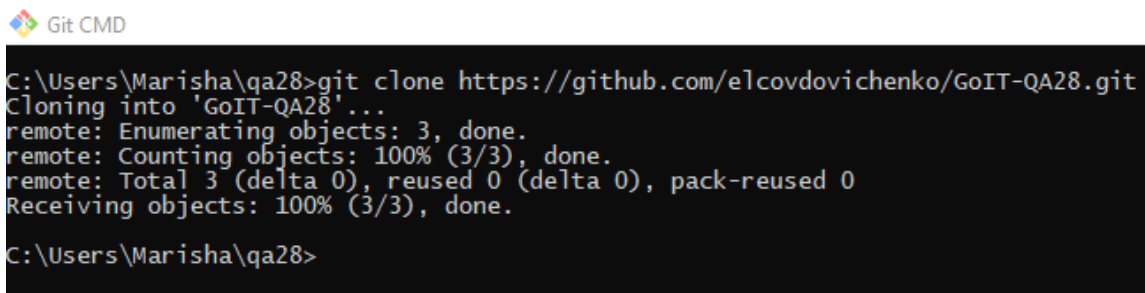 Git CMD
C:\Users\Marisha\qa28>git clone https://github.com/elcovdovichenko/GoIT-QA28.git
Cloning into 'GoIT-QA28'...
remote: Enumerating objects: 3, done.
remote: Counting objects: 100% (3/3), done.
remote: Total 3 (delta 0), reused 0 (delta 0), pack-reused 0
Receiving objects: 100% (3/3), done.
C:\Users\Marisha\qa28>